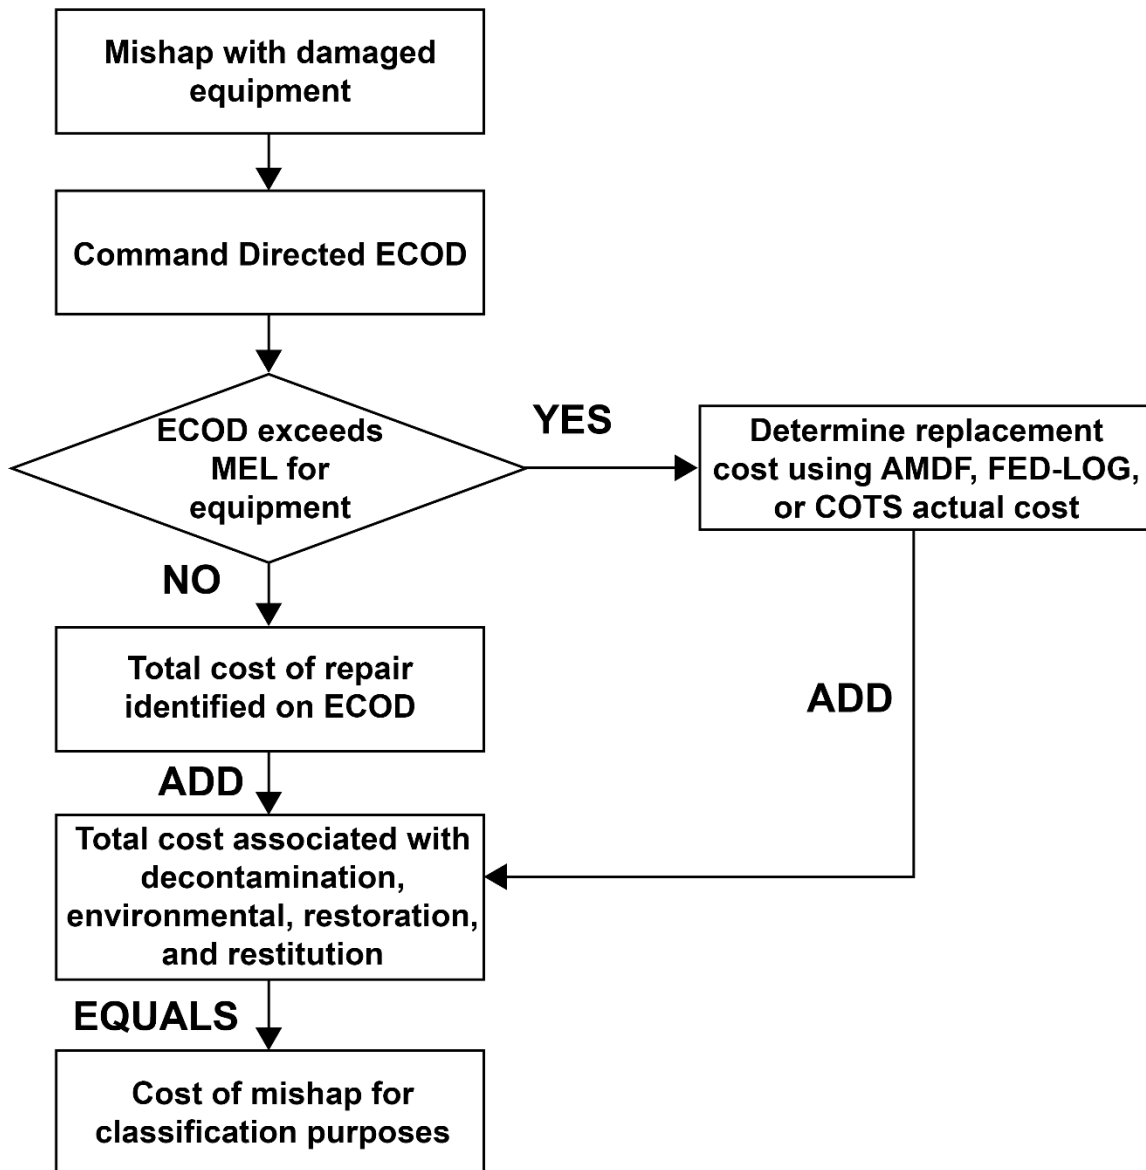 Mishap with damaged
equipment
Command Directed ECOD
ECOD exceeds
MEL for
equipment
YES
Determine replacement
cost using AMDF, FED-LOG,
or COTS actual cost
NO
Total cost of repair
identified on ECOD
ADD
ADD
Total cost associated with
decontamination,
environmental, restoration,
and restitution
EQUALS
Cost of mishap for
classification purposes